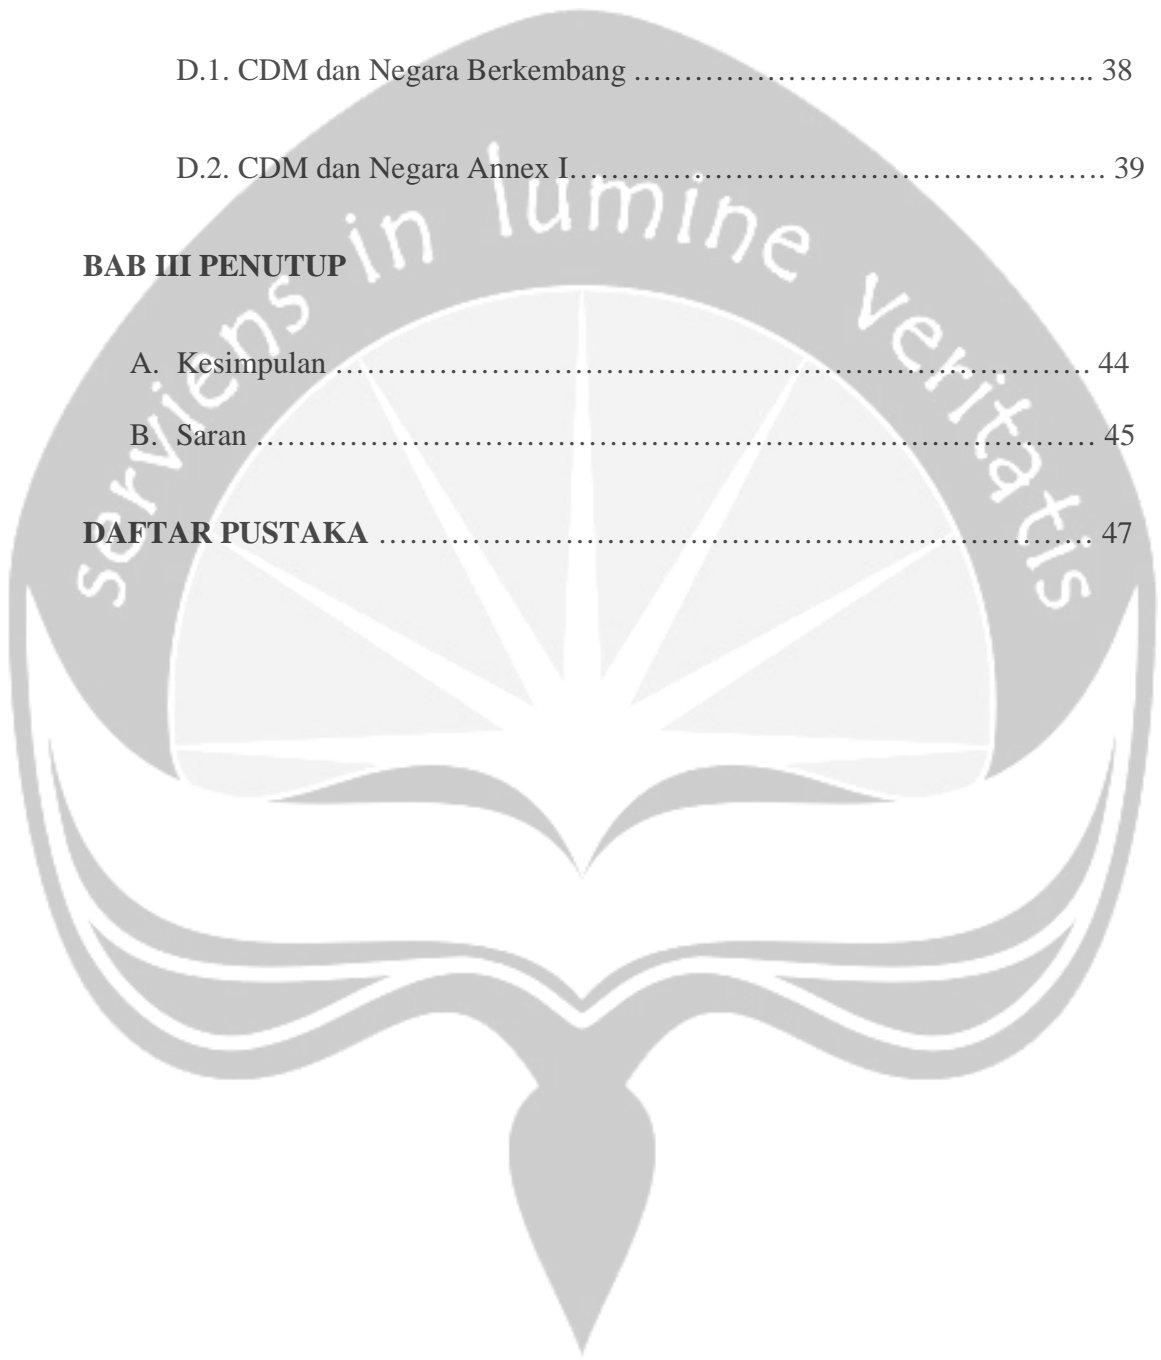 D.1. CDM dan Negara Berkembang ……………………………………….. 38
D.2. CDM dan Negara Annex I……………………………………………. 39
BAB III PENUTUP
A. Kesimpulan ………………………………………………………………. 44
B. Saran ……………………………………………………………………… 45
DAFTAR PUSTAKA …………………………………………………………… 47
serviens in lumine veritatis